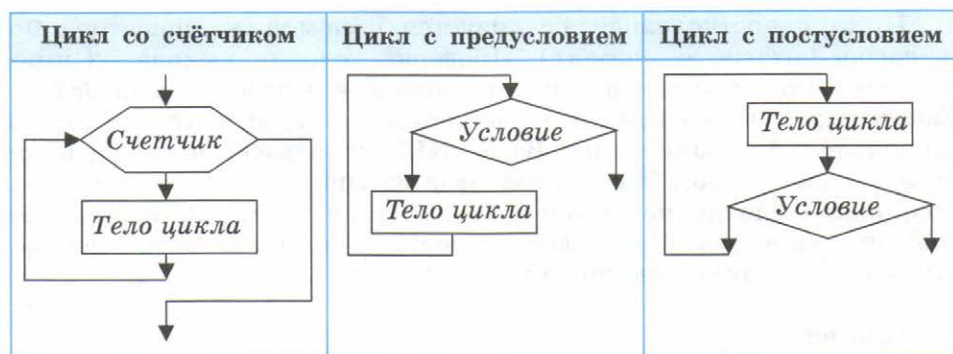 Цикл со счётчиком
Цикл с предусловием
Цикл с постусловием
Счетчик
Тело цикла
Условие
Тело цикла
Тело цикла
Условие